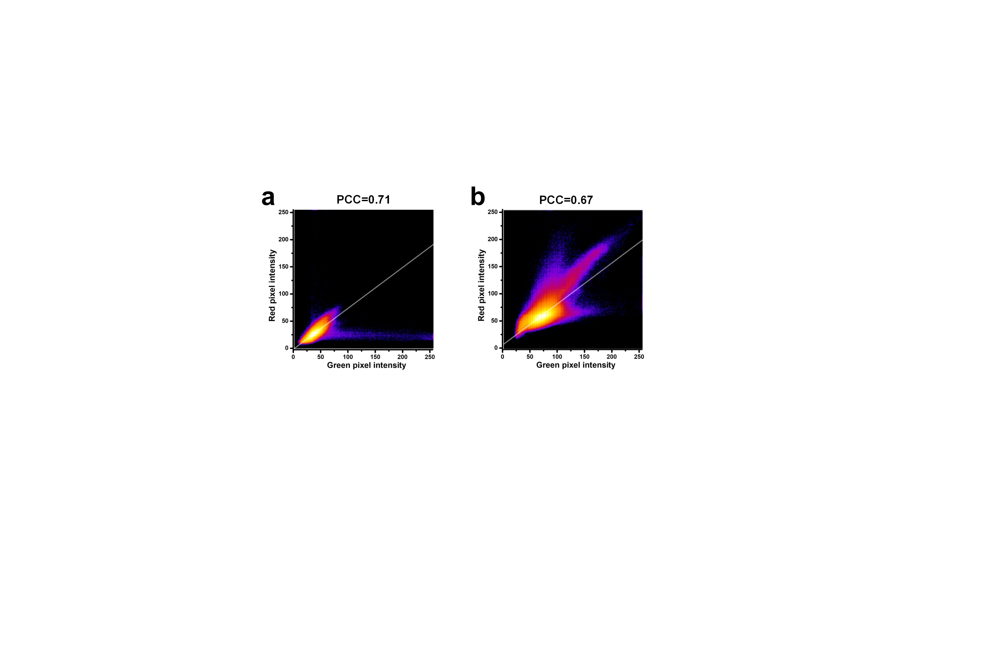 a
PCC=0.71
250
200
150
100
50
0
Red pixel intensity
0 50 100 150 200 250
Green pixel intensity
b
PCC=0.67
250
200
150
100
50
0
Red pixel intensity
0 50 100 150 200 250
Green pixel intensity